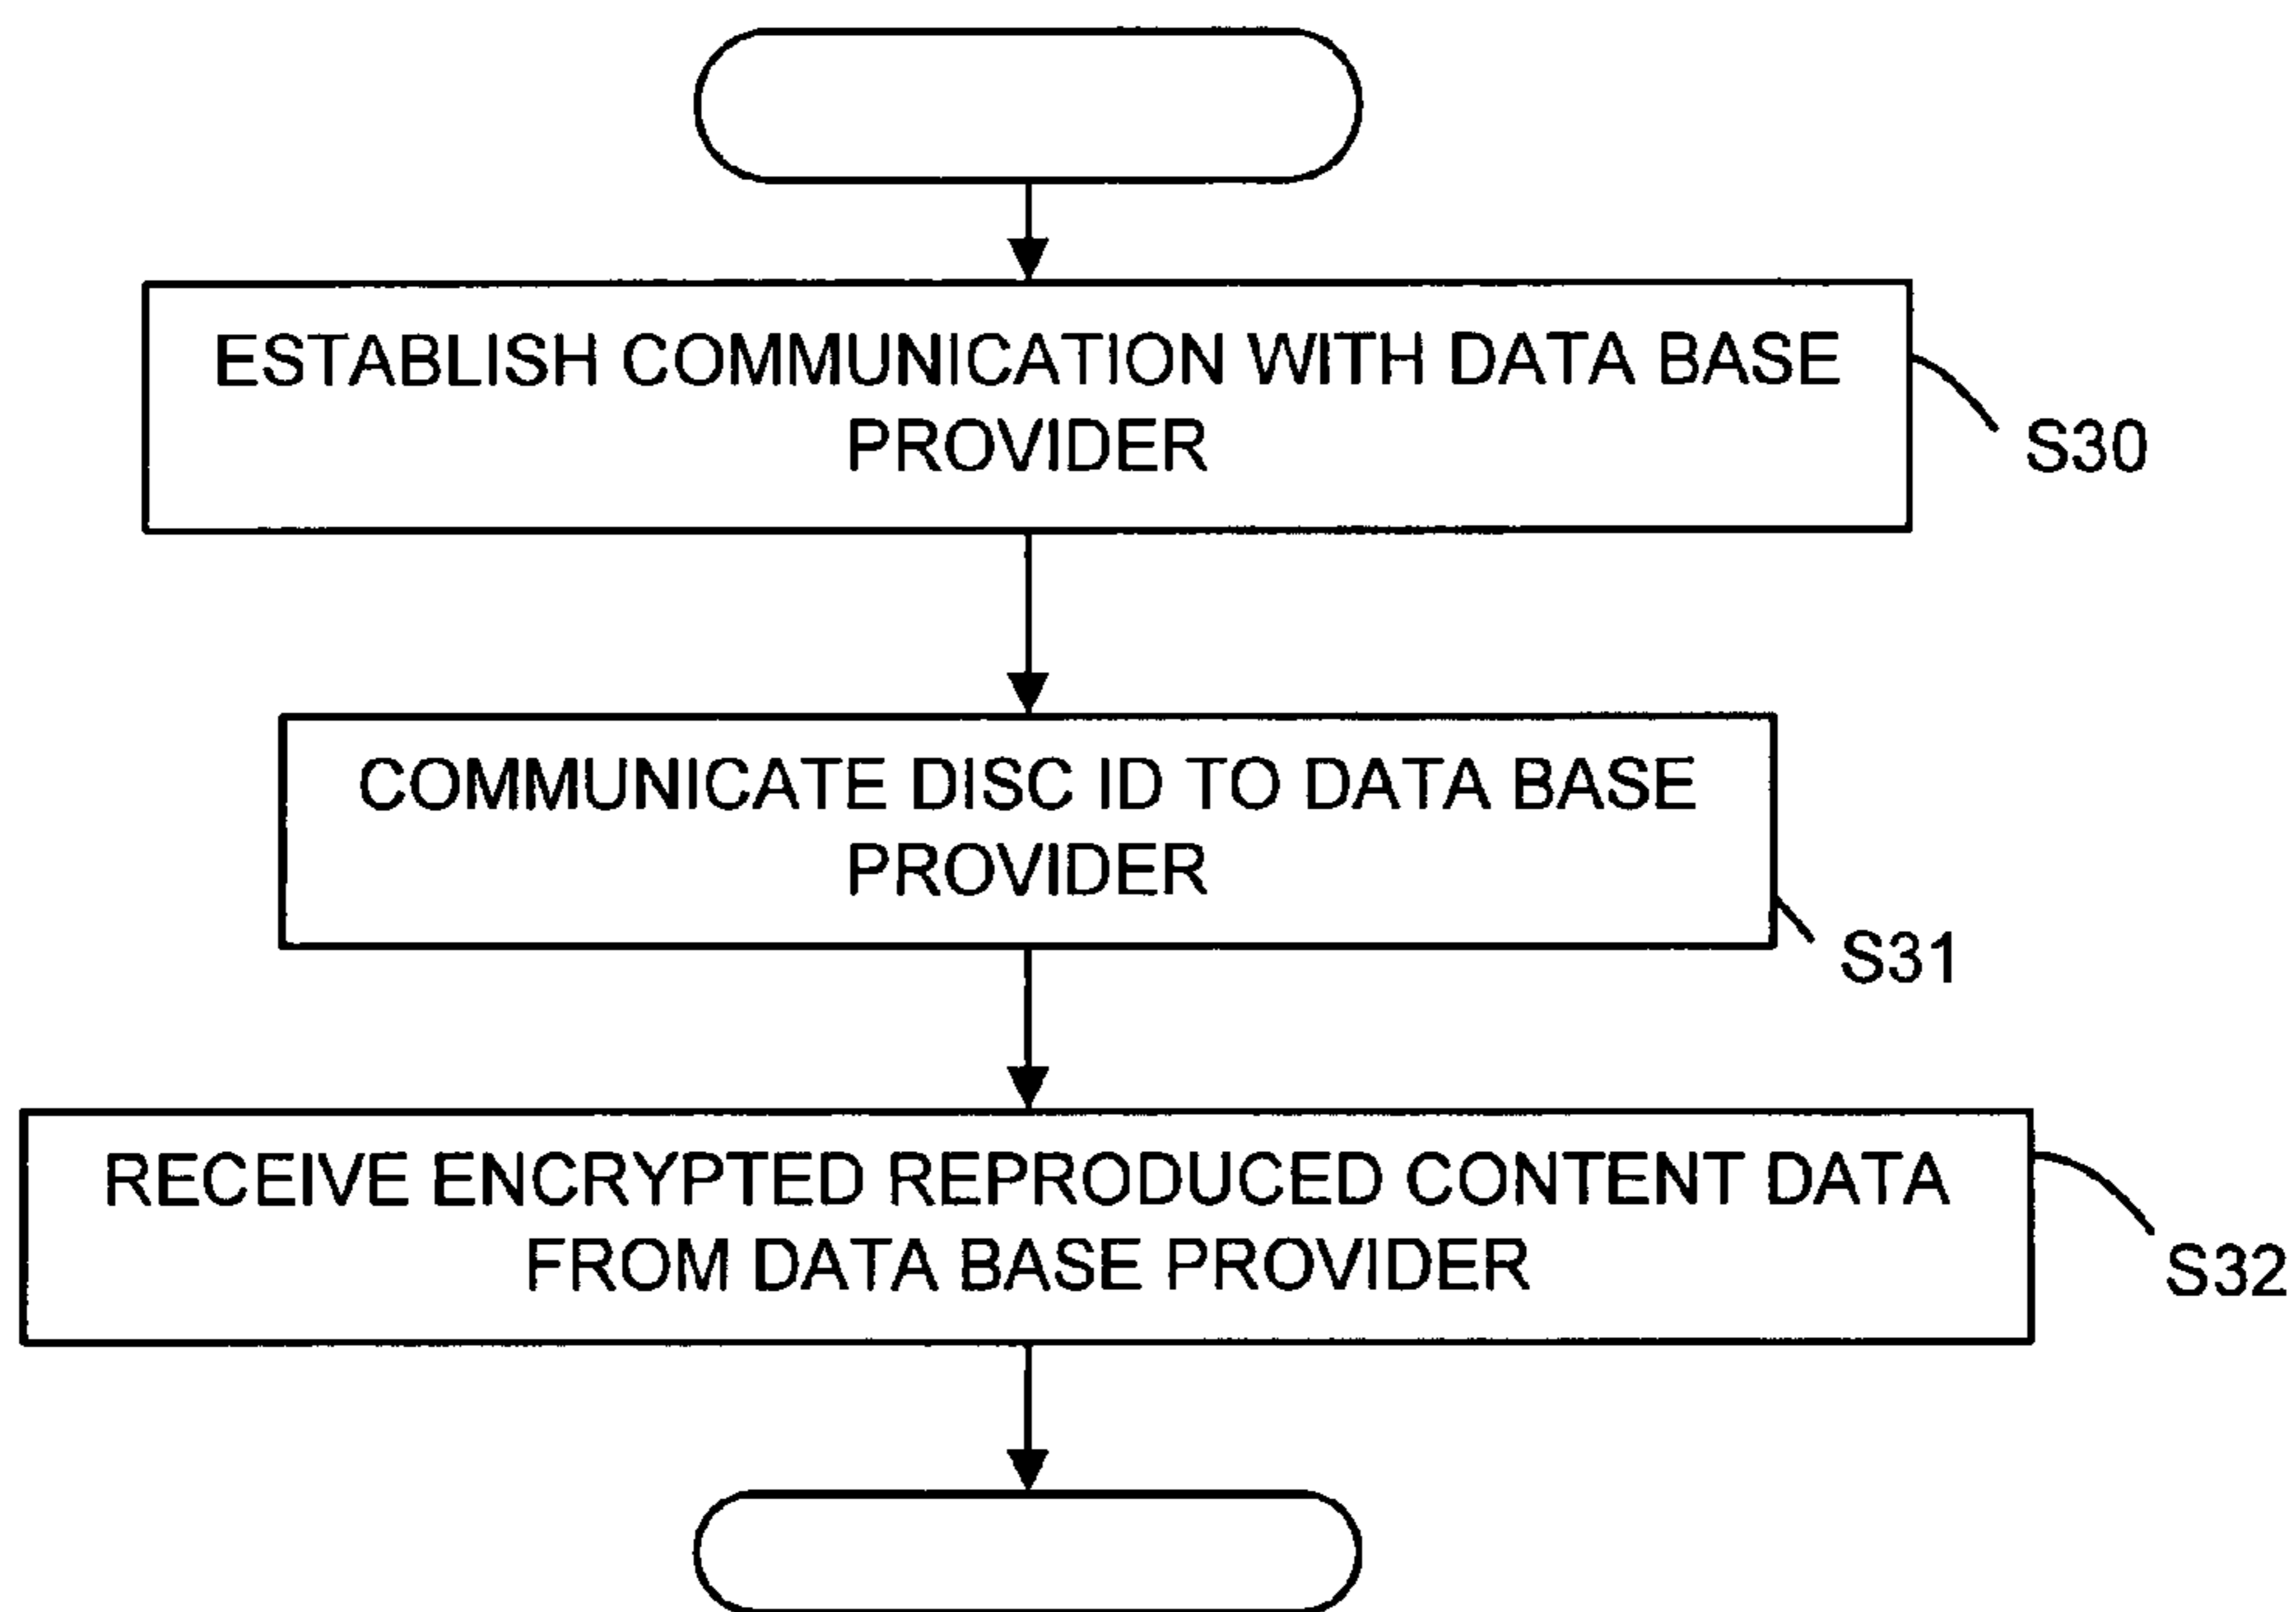 ESTABLISH COMMUNICATION WITH DATA BASE
PROVIDER
S30
COMMUNICATE DISC ID TO DATA BASE
PROVIDER
S31
RECEIVE ENCRYPTED REPRODUCED CONTENT DATA
FROM DATA BASE PROVIDER
S32